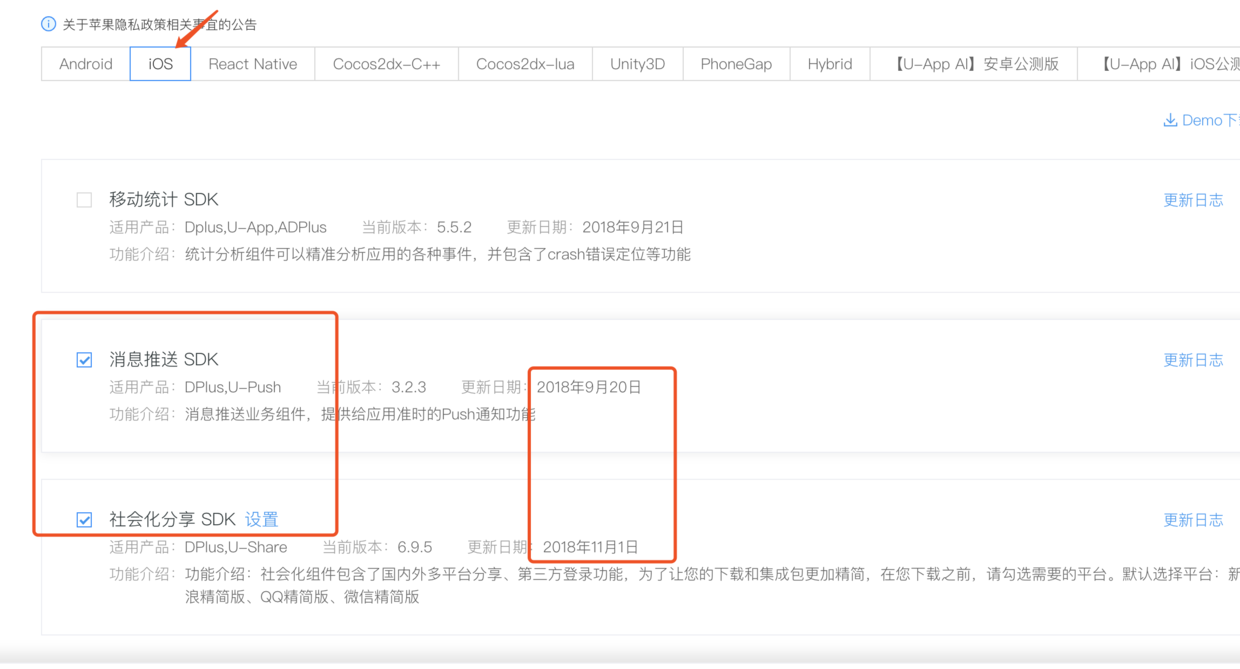 关于苹果隐私政策相关事宜的公告
Android iOS React Native Cocos2dx-C++ Cocos2dx-lua Unity3D PhoneGap Hybrid 【U-App AI】安卓公测版 【U-App AI】iOS公测
Demo下
移动统计 SDK 更新日志
适用产品：Dplus,U-App,ADPlus 当前版本：5.5.2 更新日期：2018年9月21日
功能介绍：统计分析组件可以精准分析应用的各种事件，并包含了crash错误定位等功能
消息推送 SDK 更新日志
适用产品：DPlus,U-Push 当前版本：3.2.3 更新日期：2018年9月20日
功能介绍：消息推送业务组件，提供给应用准时的Push通知功能
社会化分享 SDK 设置 更新日志
适用产品：DPlus,U-Share 当前版本：6.9.5 更新日期：2018年11月1日
功能介绍：功能介绍：社会化组件包含了国内外多平台分享、第三方登录功能，为了让您的下载和集成包更加精简，在您下载之前，请勾选需要的平台。默认选择平台：新
浪精简版、QQ精简版、微信精简版